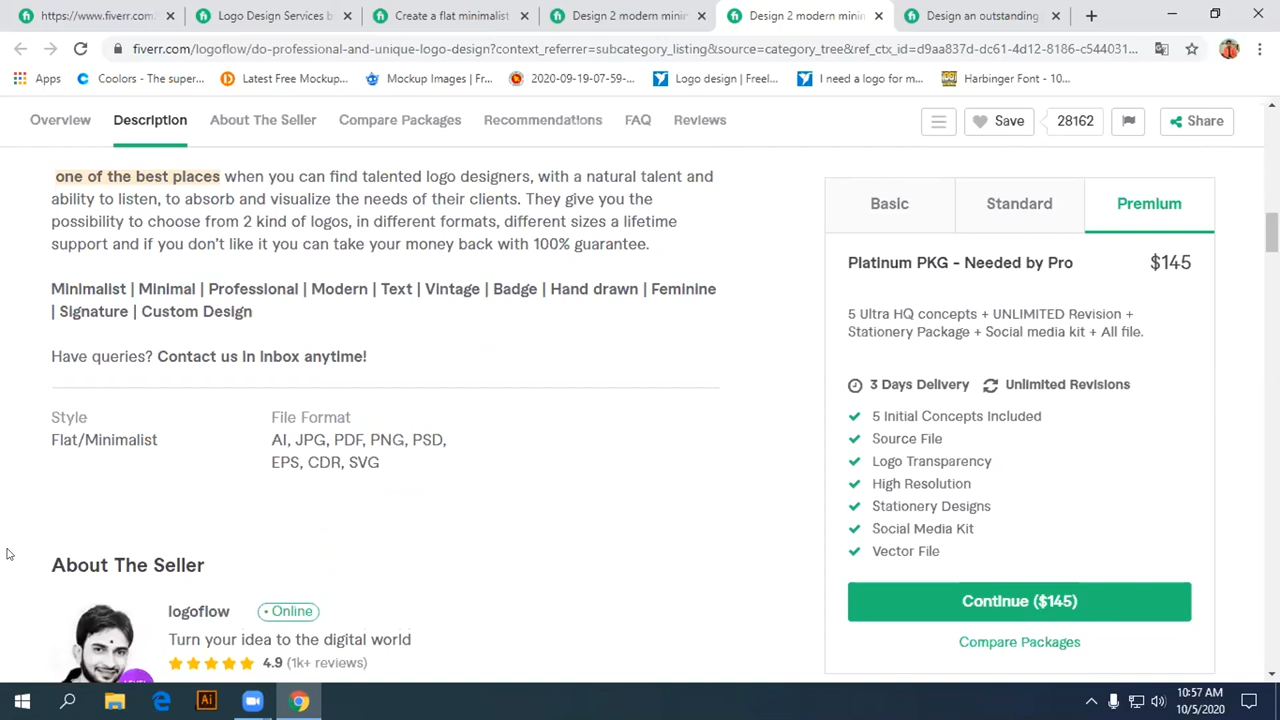 https://www.fiverr.com
Logo Design Services b
Create a flat minimalist
Design 2 modern minin
Design 2 modern minin
Design an outstanding
fiverr.com/logoflow/do-professional-and-unique-logo-design?context_referrer=subcategory_listing&source=category_tree&ref_ctx_id=d9aa837d-dc61-4d12-8186-c544031...
Apps
Coolors - The super...
Latest Free Mockup...
Mockup Images | Fr...
2020-09-19-07-59-...
Logo design | Freel...
I need a logo for m...
Harbinger Font - 10...
Overview
Description
About The Seller
Compare Packages
Recommendations
FAQ
Reviews
Save
28162
Share
one of the best places when you can find talented logo designers, with a natural talent and
ability to listen, to absorb and visualize the needs of their clients. They give you the
possibility to choose from 2 kind of logos, in different formats, different sizes a lifetime
support and if you don't like it you can take your money back with 100% guarantee.
Minimalist | Minimal | Professional | Modern | Text | Vintage | Badge | Hand drawn | Feminine
| Signature | Custom Design
Have queries? Contact us in inbox anytime!
Style
Flat/Minimalist
File Format
AI, JPG, PDF, PNG, PSD,
EPS, CDR, SVG
About The Seller
logoflow
• Online
Turn your idea to the digital world
4.9 (1k+ reviews)
Basic
Standard
Premium
Platinum PKG - Needed by Pro
$145
5 Ultra HQ concepts + UNLIMITED Revision +
Stationery Package + Social media kit + All file.
3 Days Delivery
Unlimited Revisions
5 Initial Concepts Included
Source File
Logo Transparency
High Resolution
Stationery Designs
Social Media Kit
Vector File
Continue ($145)
Compare Packages
Ai
10:57 AM
10/5/2020